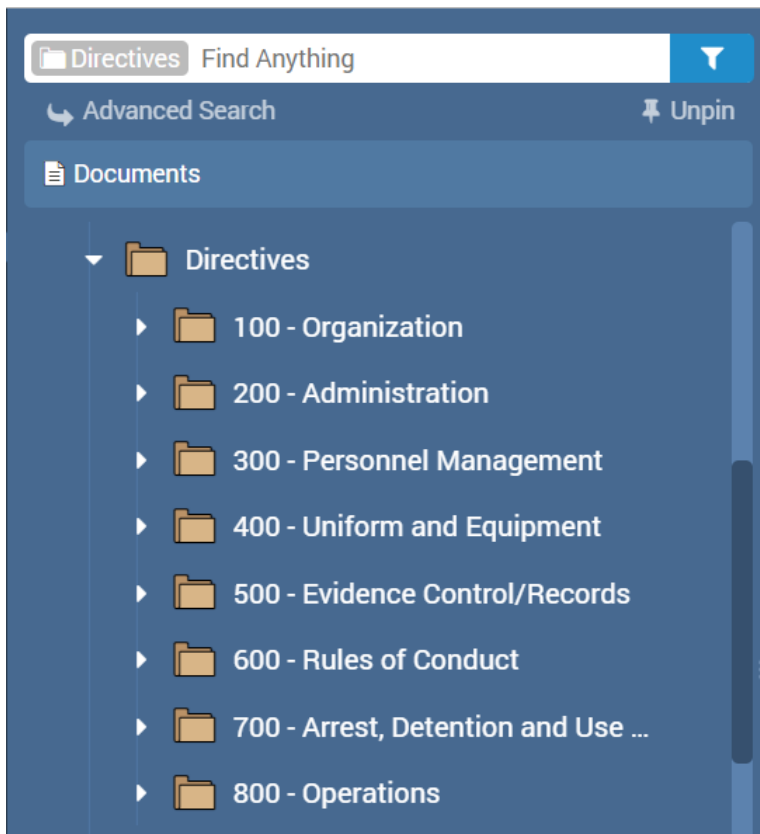 Directives Find Anything
Advanced Search Unpin
Documents
Directives
100 - Organization
200 - Administration
300 - Personnel Management
400 - Uniform and Equipment
500 - Evidence Control/Records
600 - Rules of Conduct
700 - Arrest, Detention and Use ...
800 - Operations